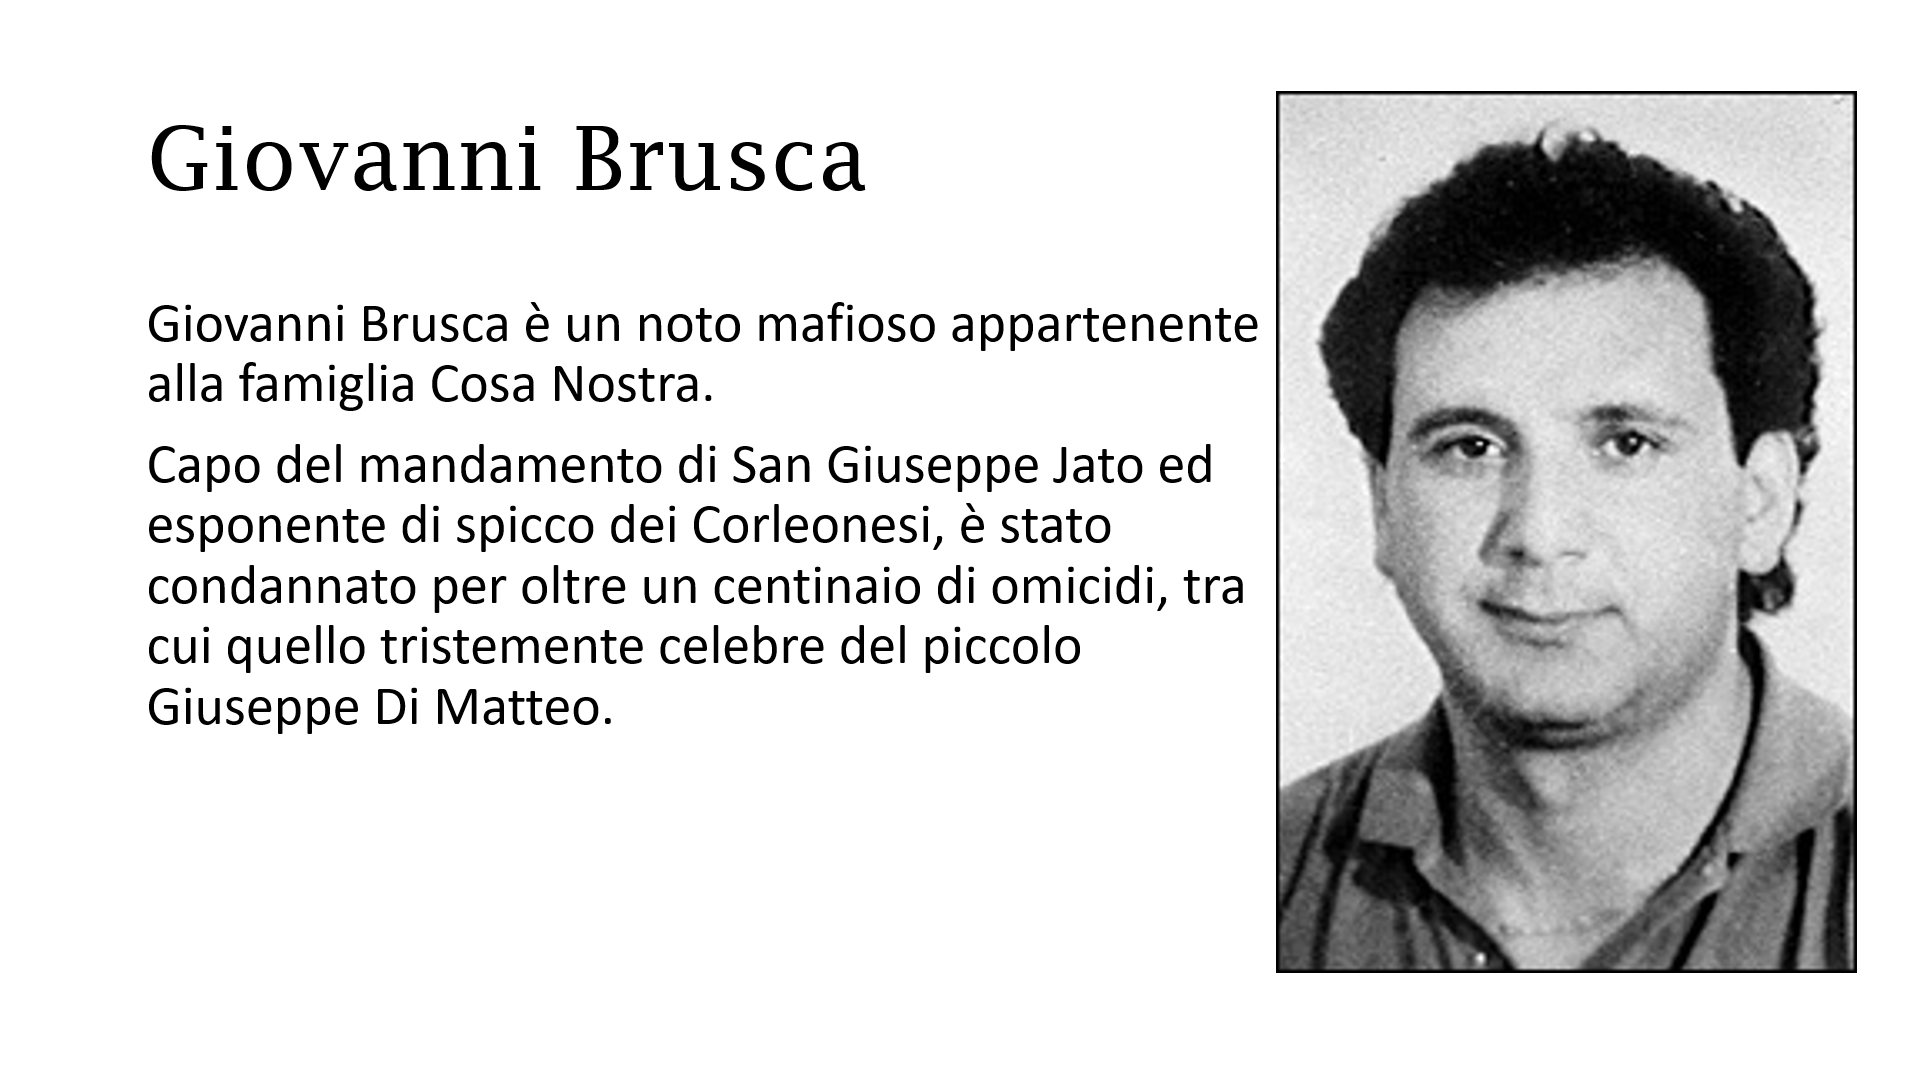 Giovanni Brusca
Giovanni Brusca è un noto mafioso appartenente
alla famiglia Cosa Nostra.
Capo del mandamento di San Giuseppe Jato ed
esponente di spicco dei Corleonesi, è stato
condannato per oltre un centinaio di omicidi, tra
cui quello tristemente celebre del piccolo
Giuseppe Di Matteo.